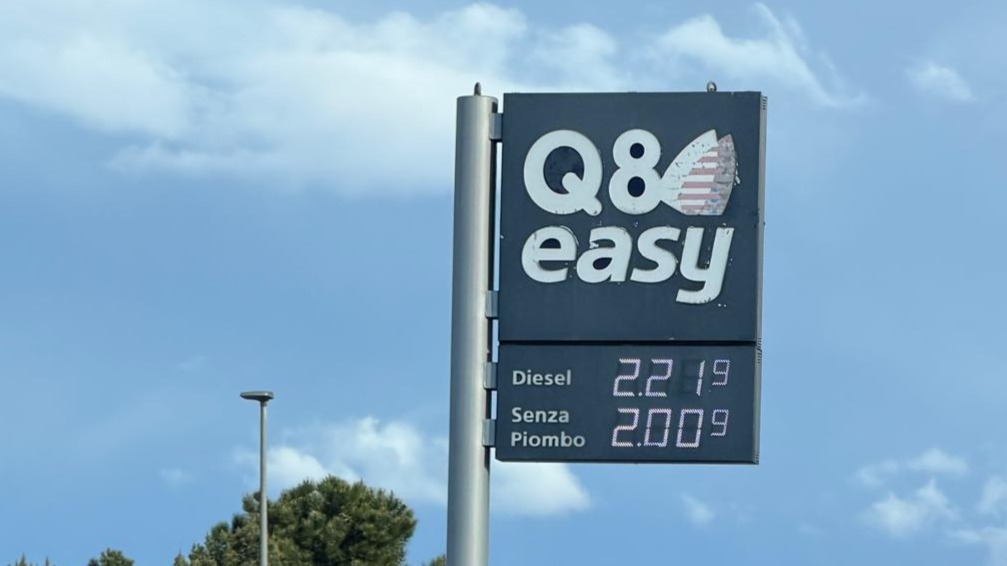 Q8
easy
Diesel 2.219
Senza
Piombo 2.009